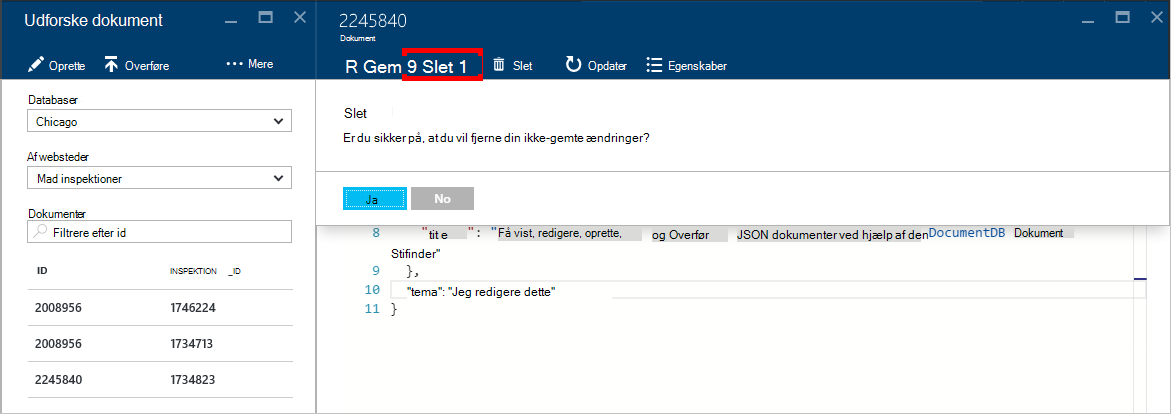 Udforske dokument
Oprette Overføre ••• Mere
Databaser
Chicago
Af websteder
Mad inspektioner
Dokumenter
Filtrere efter id
ID INSPEKTION _ID
2008956 1746224
2008956 1734713
2245840 1734823
2245840
Dokument
R Gem 9 Slet 1 Slet Opdater Egenskaber
Slet
Er du sikker på, at du vil fjerne din ikke-gemte ændringer?
Ja No
8 "tit e ": "Få vist, redigere, oprette, og Overfør JSON dokumenter ved hjælp af den DocumentDB Dokument
Stifinder"
9 },
10 "tema": "Jeg redigere dette"
11 }